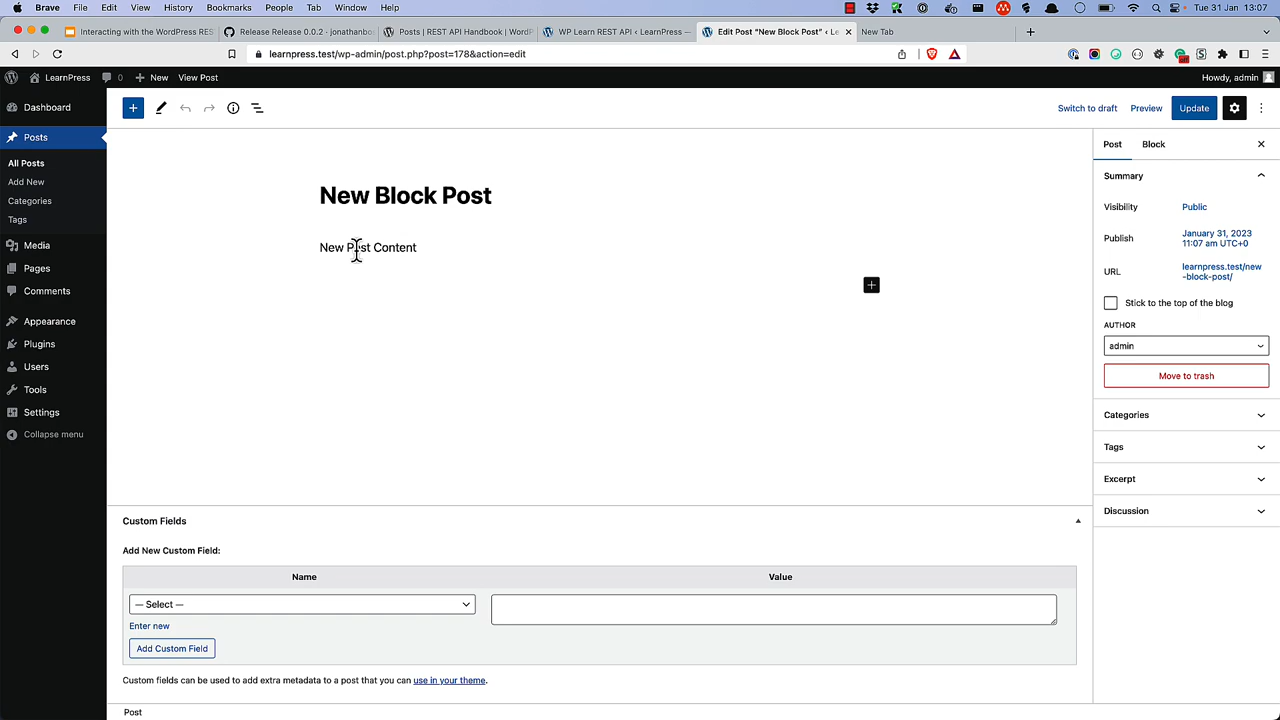 Brave File Edit View History Bookmarks People Tab Window Help Tue 31 Jan 13:07
Interacting with the WordPress RES Release Release 0.0.2 · jonathanbos Posts | REST API Handbook | WordP WP Learn REST API ‹ LearnPress — Edit Post “New Block Post” ‹ Le New Tab
learnpress.test/wp-admin/post.php?post=178&action=edit
LearnPress 0 New View Post Howdy, admin
Dashboard
Posts
All Posts
Add New
Categories
Tags
Media
Pages
Comments
Appearance
Plugins
Users
Tools
Settings
Collapse menu
Switch to draft Preview Update
New Block Post
New Post Content
Post Block
Summary
Visibility Public
Publish January 31, 2023
11:07 am UTC+0
URL learnpress.test/new
-block-post/
Stick to the top of the blog
AUTHOR
admin
Move to trash
Categories
Tags
Excerpt
Discussion
Custom Fields
Add New Custom Field:
Name Value
— Select —
Enter new
Add Custom Field
Custom fields can be used to add extra metadata to a post that you can use in your theme.
Post